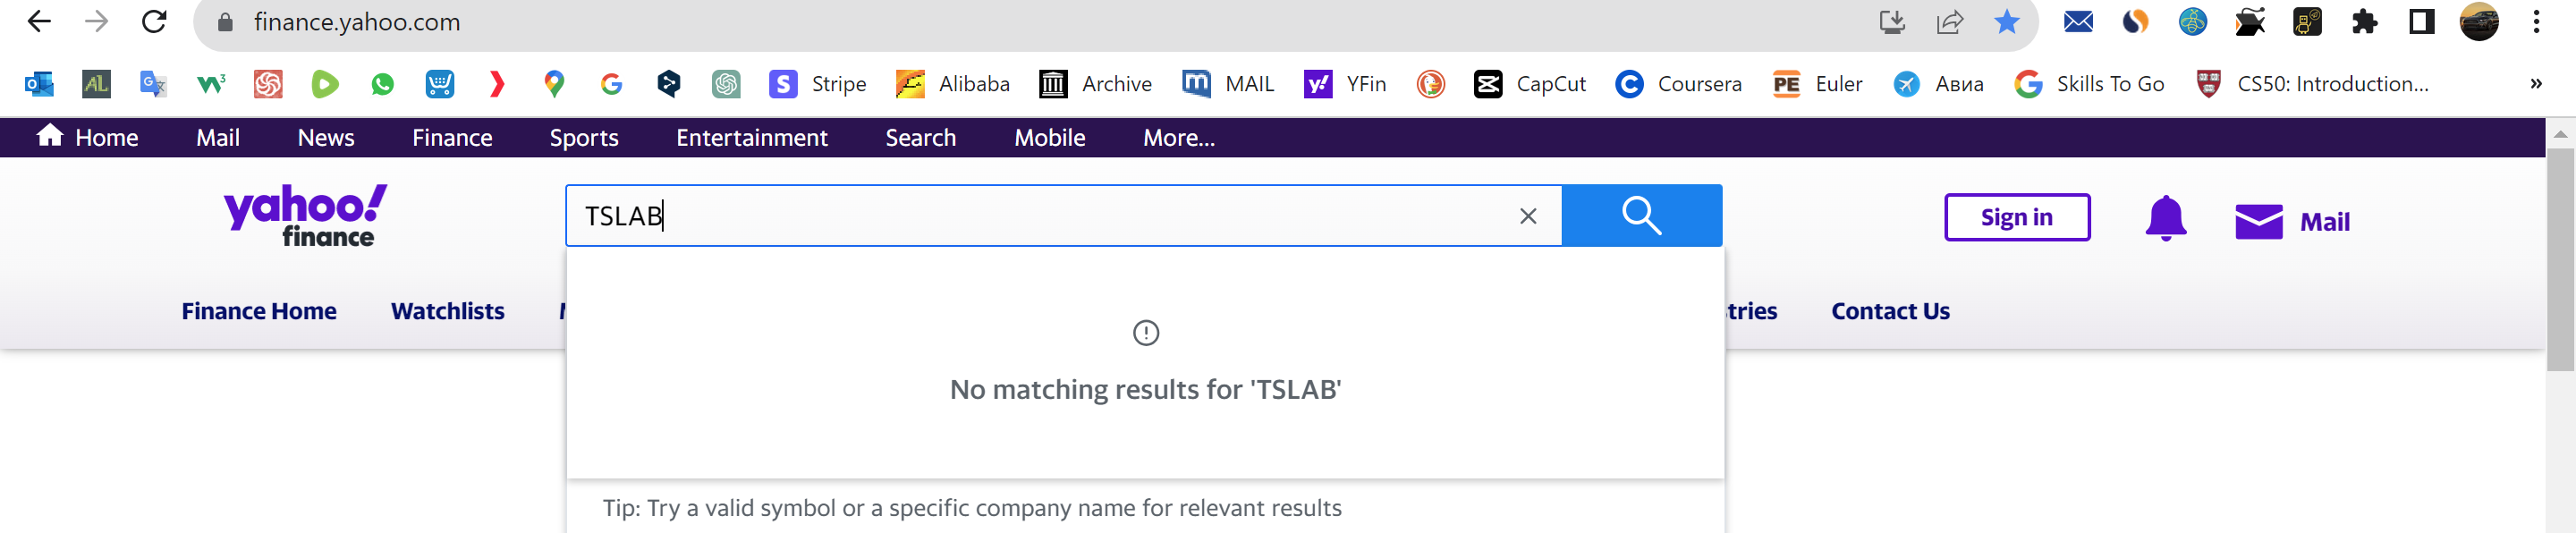 finance.yahoo.com
Stripe Alibaba Archive MAIL YFin CapCut Coursera PE Euler Авиа Skills To Go CS50: Introduction...
Home Mail News Finance Sports Entertainment Search Mobile More...
yahoo!
finance
TSLAB
Sign in
Mail
Finance Home Watchlists tries Contact Us
No matching results for 'TSLAB'
Tip: Try a valid symbol or a specific company name for relevant results